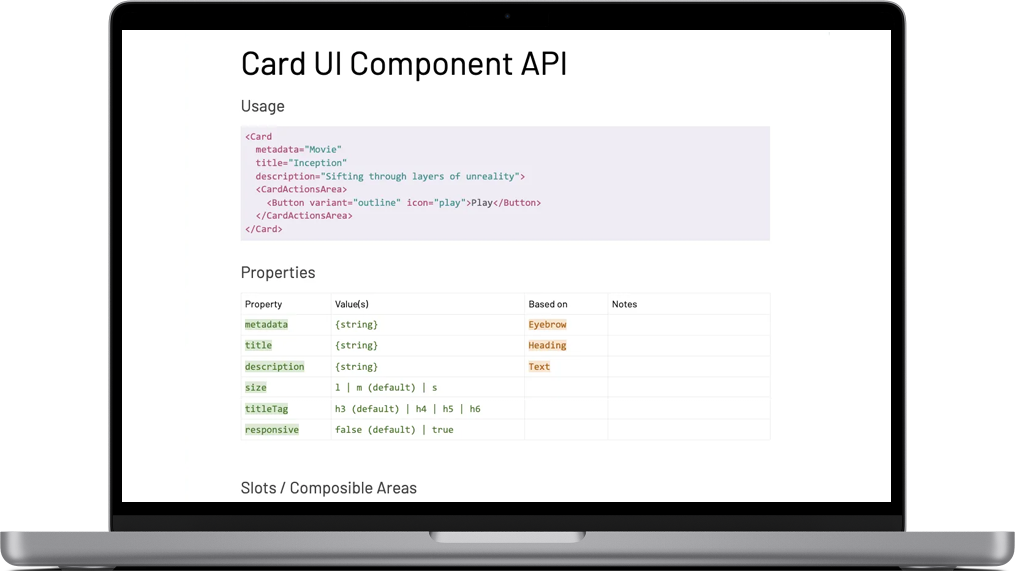 Card UI Component API
Usage
<Card
metadata="Movie"
title="Inception"
description="Sifting through layers of unreality">
<CardActionsArea>
<Button variant="outline" icon="play">Play</Button>
</CardActionsArea>
</Card>
Properties
Property Value(s) Based on Notes
metadata {string} Eyebrow
title {string} Heading
description {string} Text
size l | m (default) | s
titleTag h3 (default) | h4 | h5 | h6
responsive false (default) | true
Slots / Composible Areas